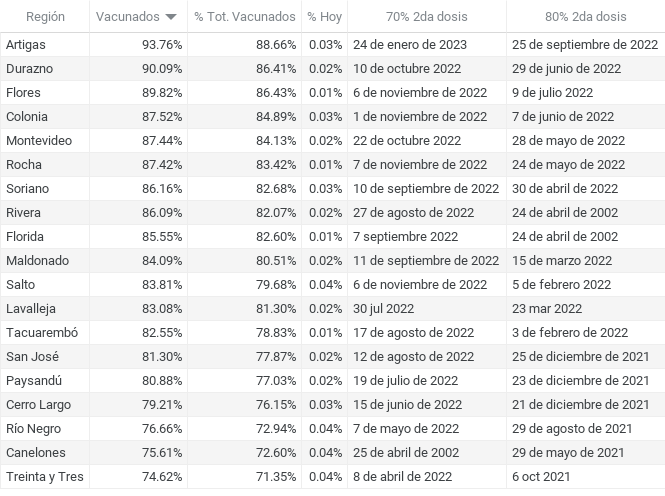 Región Vacunados % Tot. Vacunados % Hoy 70% 2da dosis 80% 2da dosis
Artigas 93.76% 88.66% 0.03% 24 de enero de 2023 25 de septiembre de 2022
Durazno 90.09% 86.41% 0.02% 10 de octubre 2022 29 de junio de 2022
Flores 89.82% 86.43% 0.01% 6 de noviembre de 2022 9 de julio 2022
Colonia 87.52% 84.89% 0.03% 1 de noviembre de 2022 7 de junio de 2022
Montevideo 87.44% 84.13% 0.02% 22 de octubre 2022 28 de mayo de 2022
Rocha 87.42% 83.42% 0.01% 7 de noviembre de 2022 24 de mayo de 2022
Soriano 86.16% 82.68% 0.03% 10 de septiembre de 2022 30 de abril de 2022
Rivera 86.09% 82.07% 0.02% 27 de agosto de 2022 24 de abril de 2002
Florida 85.55% 82.60% 0.01% 7 septiembre 2022 24 de abril de 2002
Maldonado 84.09% 80.51% 0.02% 11 de septiembre de 2022 15 de marzo 2022
Salto 83.81% 79.68% 0.04% 6 de noviembre de 2022 5 de febrero 2022
Lavalleja 83.08% 81.30% 0.02% 30 jul 2022 23 mar 2022
Tacuarembó 82.55% 78.83% 0.01% 17 de agosto de 2022 3 de febrero de 2022
San José 81.30% 77.87% 0.02% 12 de agosto de 2022 25 de diciembre de 2021
Paysandú 80.88% 77.03% 0.02% 19 de julio de 2022 23 de diciembre de 2021
Cerro Largo 79.21% 76.15% 0.03% 15 de junio de 2022 21 de diciembre de 2021
Río Negro 76.66% 72.94% 0.04% 7 de mayo de 2022 29 de agosto de 2021
Canelones 75.61% 72.60% 0.04% 25 de abril de 2002 29 de mayo de 2021
Treinta y Tres 74.62% 71.35% 0.04% 8 de abril de 2022 6 oct 2021